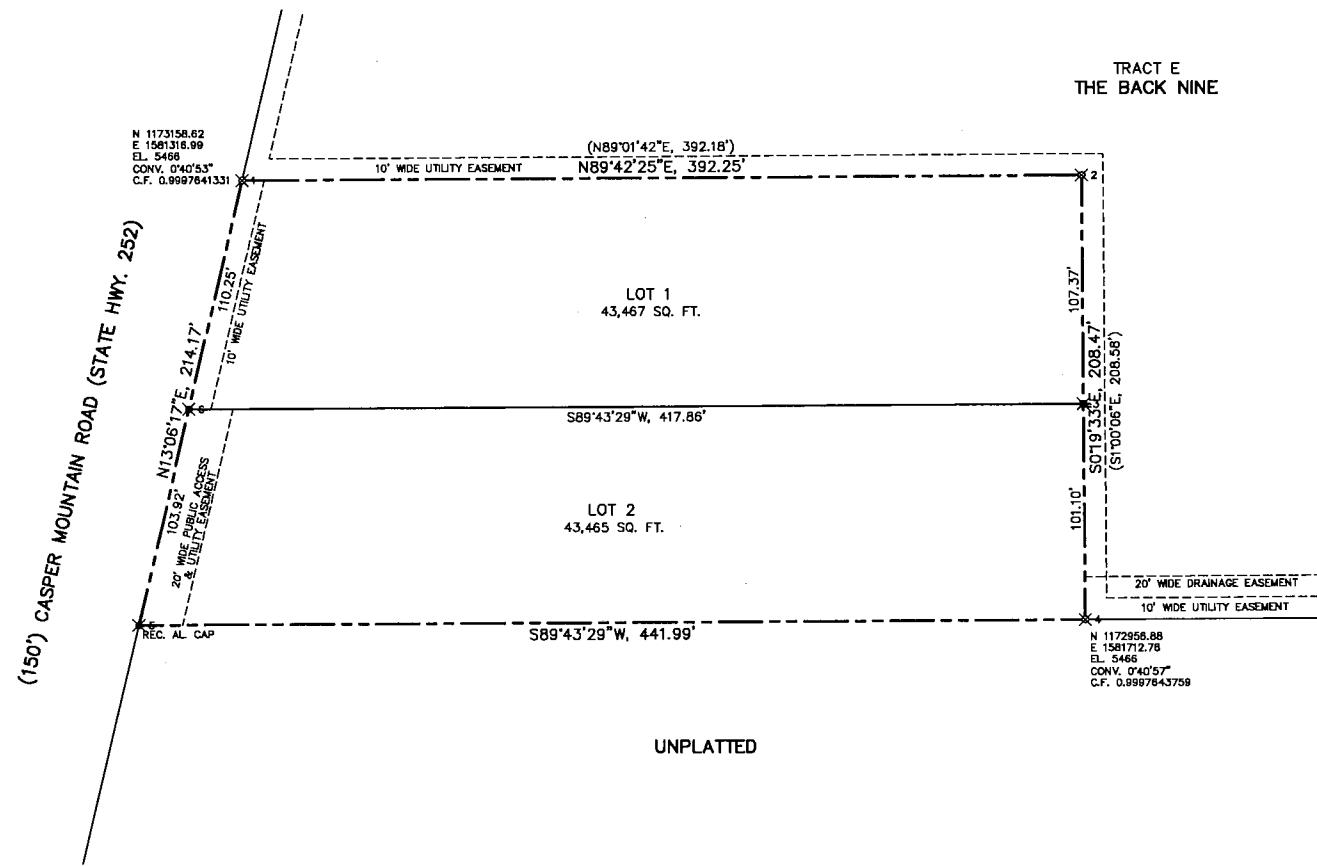 TRACT E
THE BACK NINE
N 1173158.62
E 1581316.99
EL. 5466
CONV. 0°40'53"
C.F. 0.9997641331
1
(N89°01'42"E, 392.18')
10' WIDE UTILITY EASEMENT
N89°42'25"E, 392.25'
2
(150') CASPER MOUNTAIN ROAD (STATE HWY. 252)
N13°06'17"E, 214.17'
110.25'
10' WIDE UTILITY EASEMENT
LOT 1
43,467 SQ. FT.
107.37'
S0°19'33"E, 208.47'
(S1°00'06"E, 208.58')
6
S89°43'29"W, 417.86'
103.92'
20' WIDE PUBLIC ACCESS
& UTILITY EASEMENT
LOT 2
43,465 SQ. FT.
101.10'
20' WIDE DRAINAGE EASEMENT
10' WIDE UTILITY EASEMENT
5
REC. AL. CAP
S89°43'29"W, 441.99'
4
N 1172956.88
E 1581712.76
EL. 5466
CONV. 0°40'57"
C.F. 0.9997643759
UNPLATTED